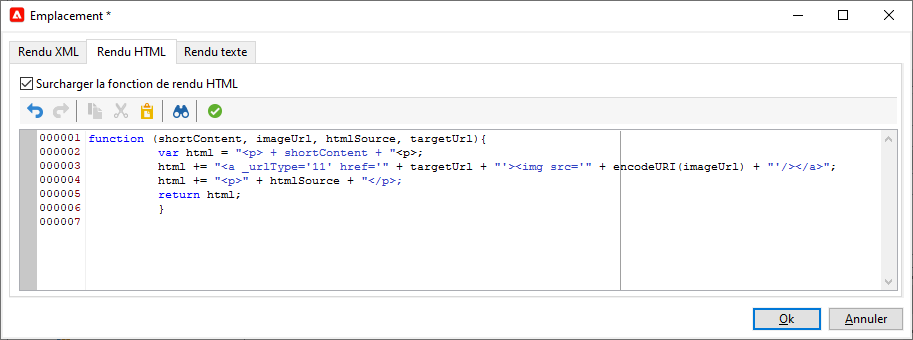 Emplacement *
Rendu XML Rendu HTML Rendu texte
Surcharger la fonction de rendu HTML
000001 function (shortContent, imageUrl, htmlSource, targetUrl){
000002 var html = "<p> + shortContent + "<p>;
000003 html += "<a _urlType='11' href='" + targetUrl + "'><img src='" + encodeURI(imageUrl) + "'/></a>";
000004 html += "<p>" + htmlSource + "</p>;
000005 return html;
000006 }
000007
Ok Annuler